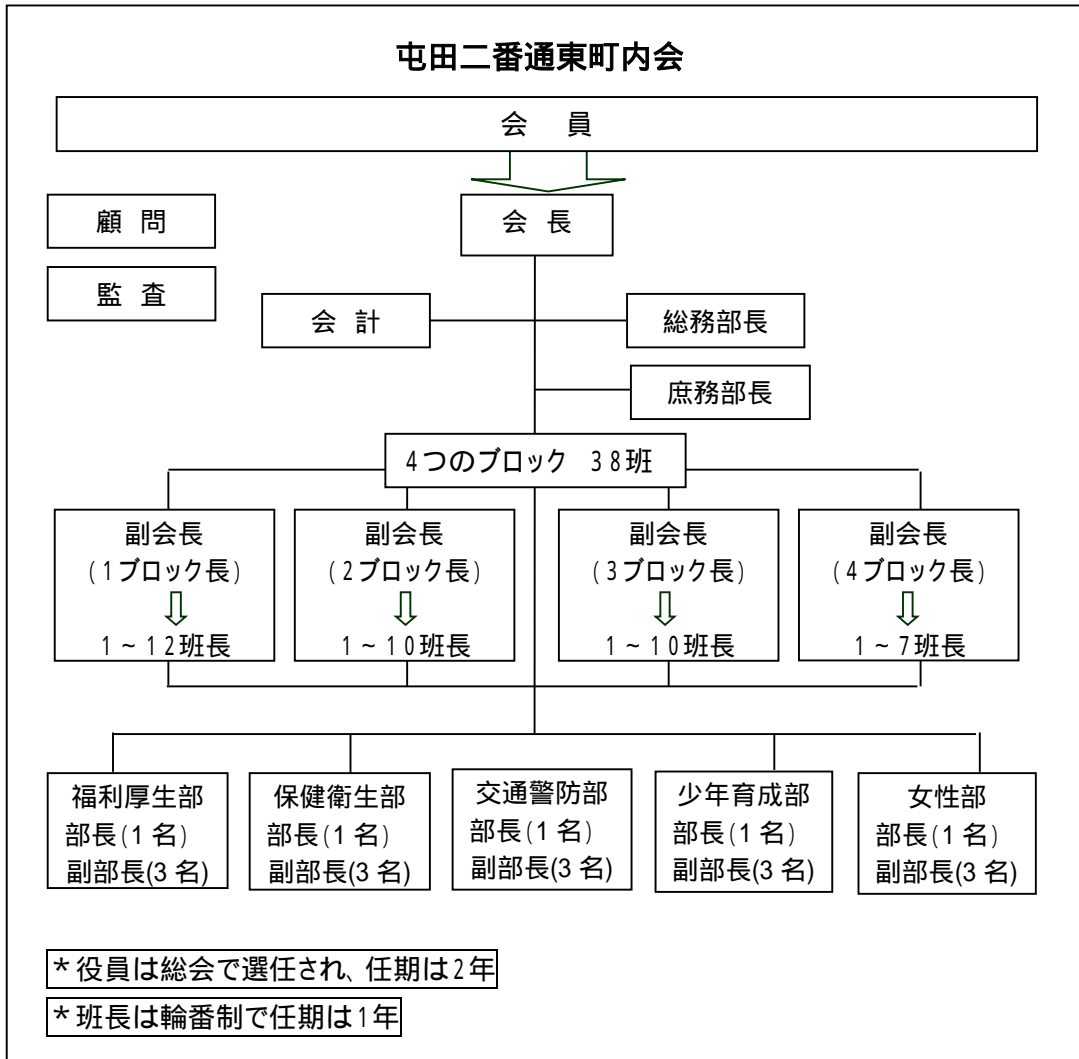 屯田二番通東町内会
会 員
顧 問
会 長
監 査
会 計
総務部長
庶務部長
4つのブロック 38班
副会長
(1ブロック長)
1~12班長
副会長
(2ブロック長)
1~10班長
副会長
(3ブロック長)
1~10班長
副会長
(4ブロック長)
1~7班長
福利厚生部
部長(1名)
副部長(3名)
保健衛生部
部長(1名)
副部長(3名)
交通警防部
部長(1名)
副部長(3名)
少年育成部
部長(1名)
副部長(3名)
女性部
部長(1名)
副部長(3名)
*役員は総会で選任され、任期は2年
*班長は輪番制で任期は1年